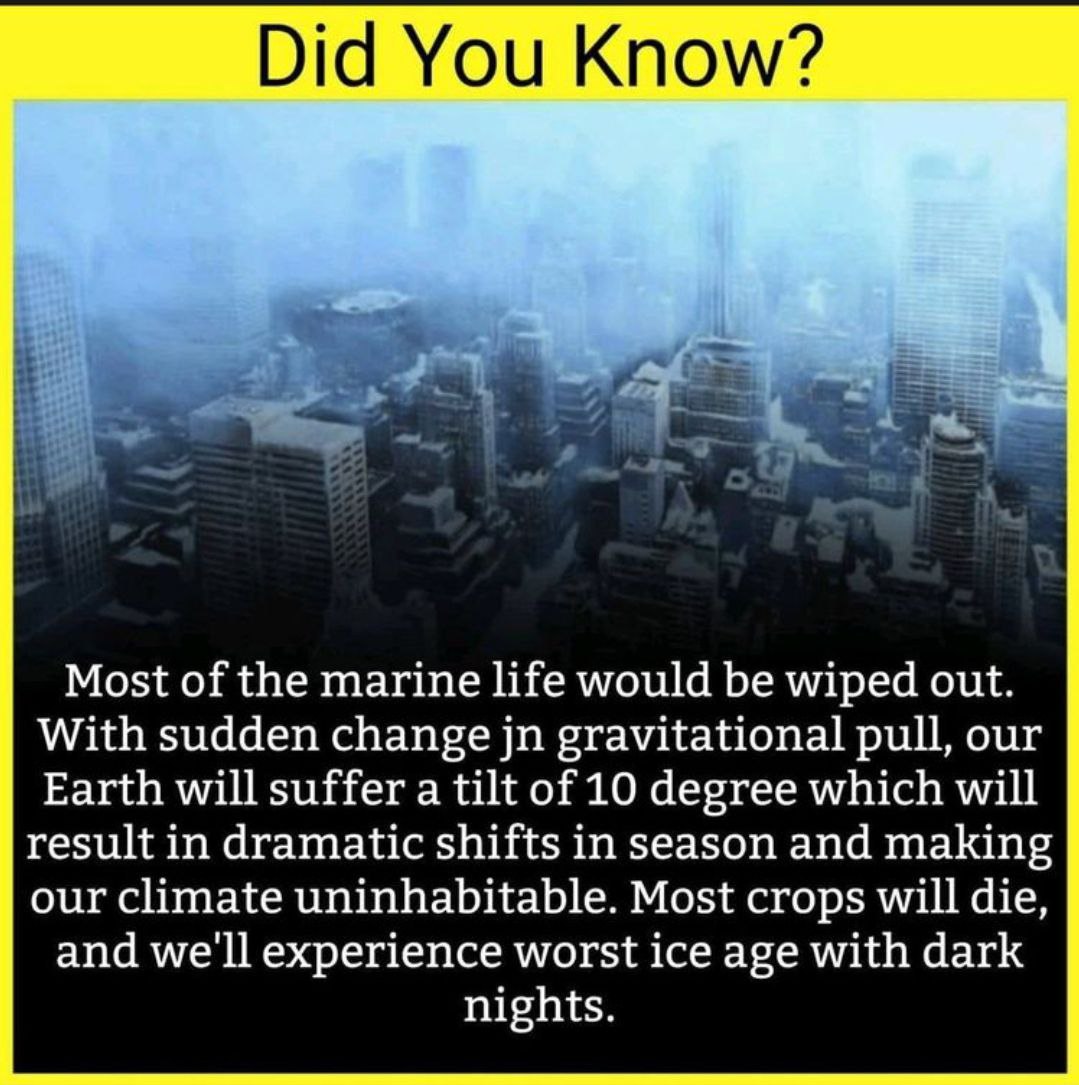 Did You Know?
Most of the marine life would be wiped out.
With sudden change jn gravitational pull, our
Earth will suffer a tilt of 10 degree which will
result in dramatic shifts in season and making
our climate uninhabitable. Most crops will die,
and we'll experience worst ice age with dark
nights.